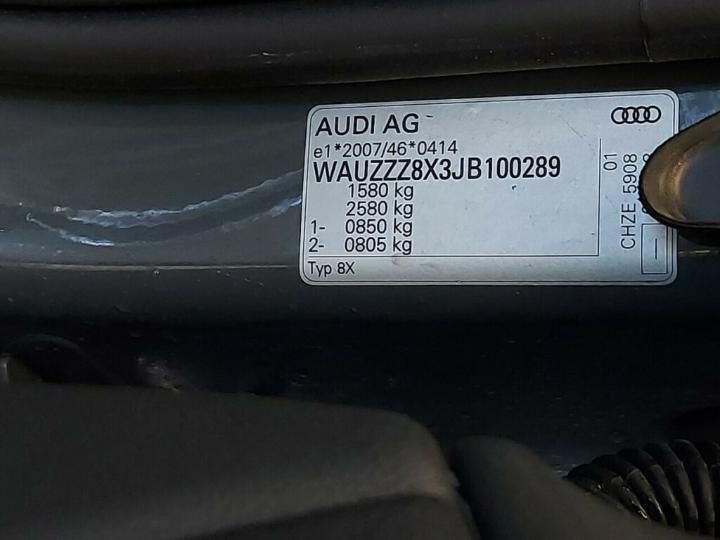 AUDI AG
e1*2007/46*0414
WAUZZZ8X3JB100289
1580 kg
2580 kg
1- 0850 kg
2- 0805 kg
Typ 8X
01
CHZE 5908